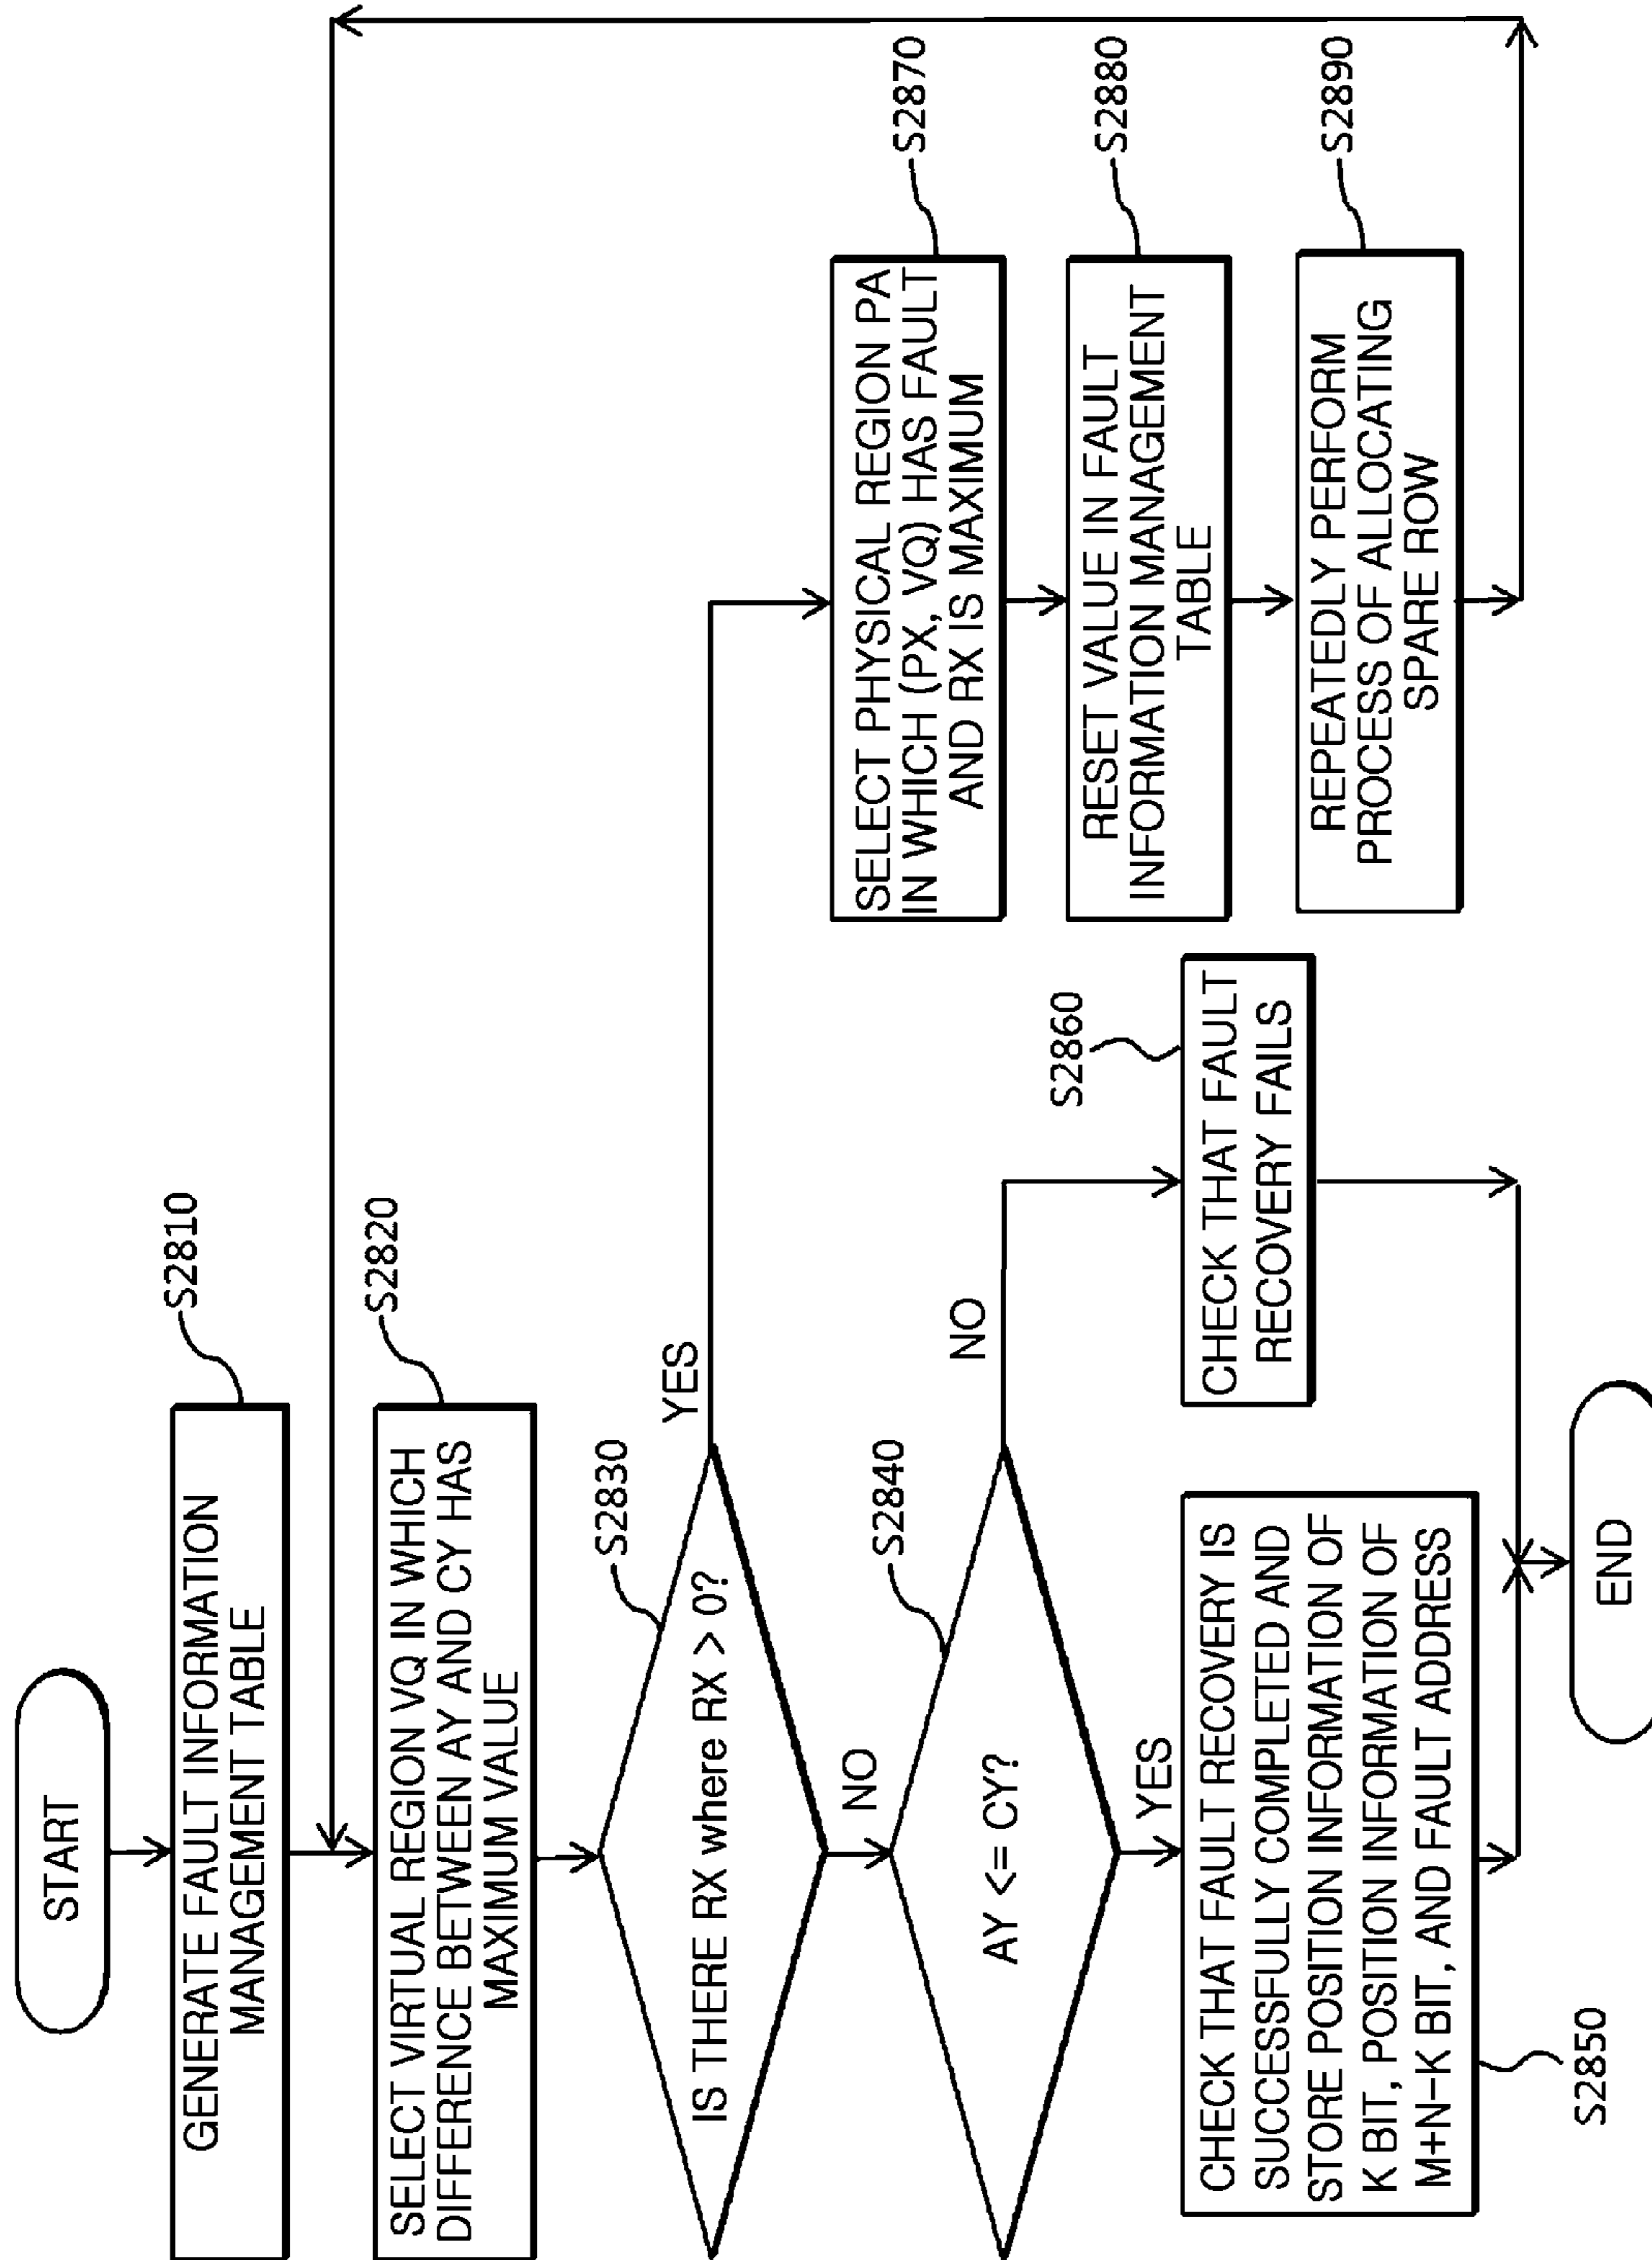 START
S2810
GENERATE FAULT INFORMATION
MANAGEMENT TABLE
S2820
SELECT VIRTUAL REGION VQ IN WHICH
DIFFERENCE BETWEEN AY AND CY HAS
MAXIMUM VALUE
S2830
IS THERE RX where RX > 0?
YES
NO
S2840
AY <= CY?
NO
YES
CHECK THAT FAULT RECOVERY IS
SUCCESSFULLY COMPLETED AND
STORE POSITION INFORMATION OF
K BIT, POSITION INFORMATION OF
M+N-K BIT, AND FAULT ADDRESS
S2850
S2860
CHECK THAT FAULT
RECOVERY FAILS
S2870
SELECT PHYSICAL REGION PA
IN WHICH (PX, VQ) HAS FAULT
AND RX IS MAXIMUM
S2880
RESET VALUE IN FAULT
INFORMATION MANAGEMENT
TABLE
S2890
REPEATEDLY PERFORM
PROCESS OF ALLOCATING
SPARE ROW
END